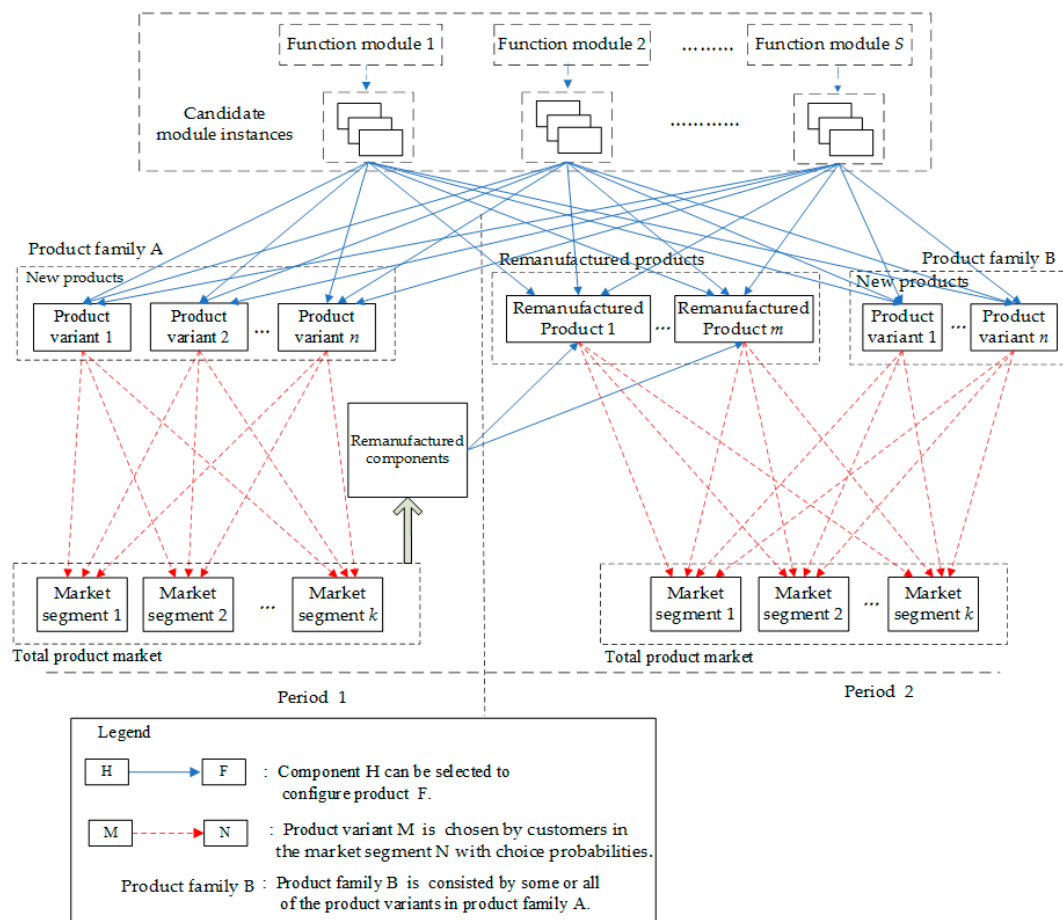 Function module 1
Function module 2
.........
Function module S
Candidate
module instances
............
Product family A
New products
Product
variant 1
Product
variant 2
...
Product
variant n
Remanufactured products
Remanufactured
Product 1
...
Remanufactured
Product m
Product family B
New products
Product
variant 1
...
Product
variant n
Remanufactured
components
Market
segment 1
Market
segment 2
...
Market
segment k
Total product market
Market
segment 1
Market
segment 2
...
Market
segment k
Total product market
Period 1
Period 2
Legend
H
F
: Component H can be selected to
configure product F.
M
N
: Product variant M is chosen by customers in
the market segment N with choice probabilities.
Product family B : Product family B is consisted by some or all
of the product variants in product family A.